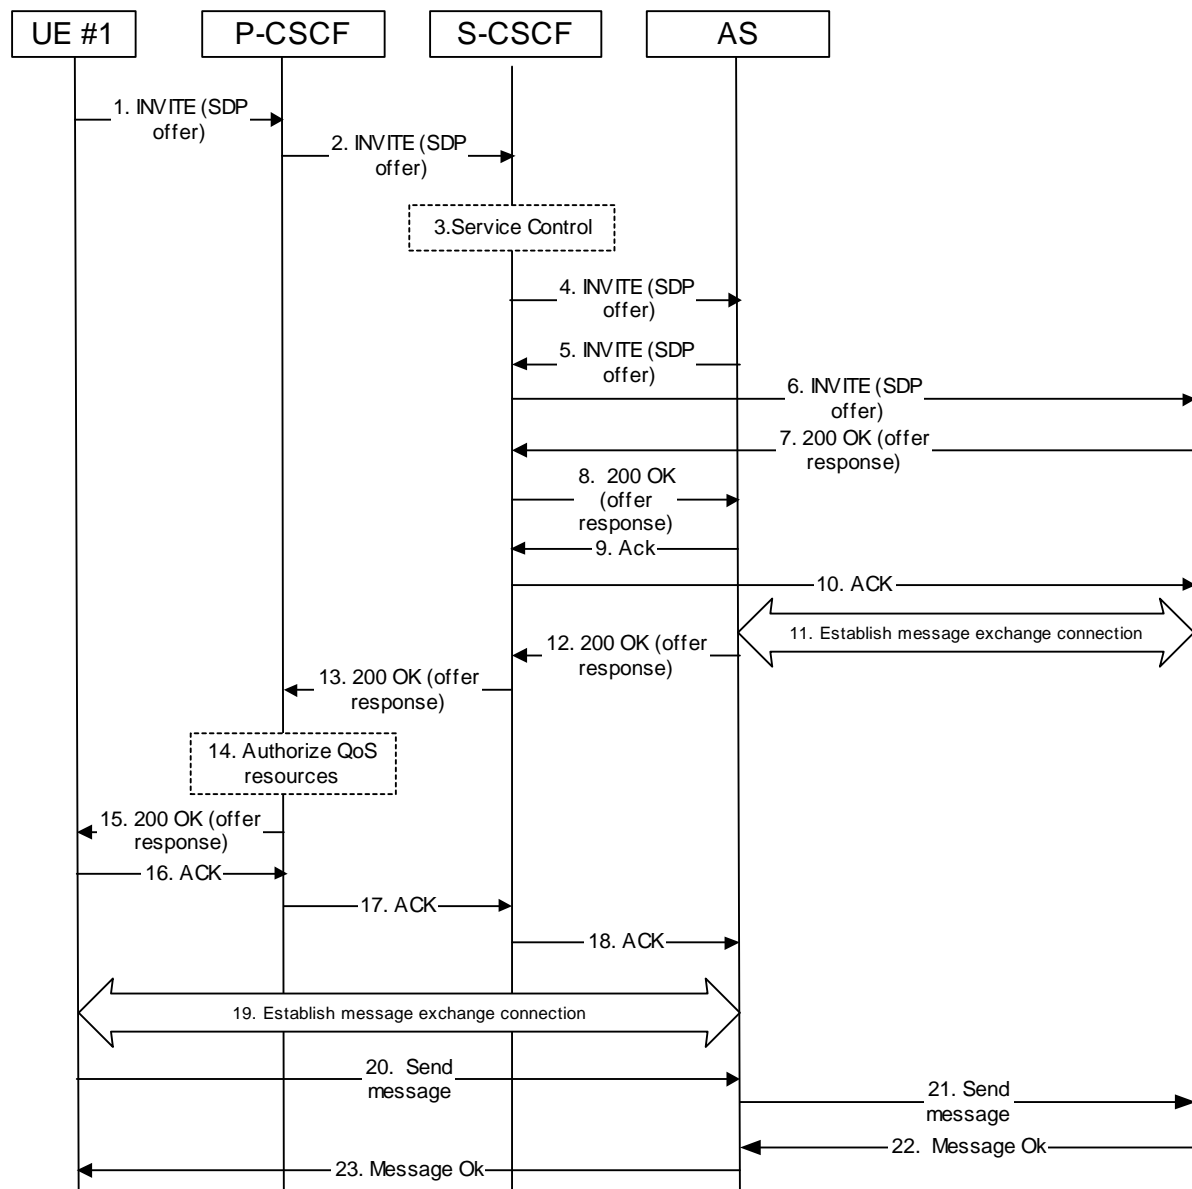 UE #1
P-CSCF
S-CSCF
AS
1. INVITE (SDP
offer)
2. INVITE (SDP
offer)
3.Service Control
4. INVITE (SDP
offer)
5. INVITE (SDP
offer)
6. INVITE (SDP
offer)
7. 200 OK (offer
response)
8. 200 OK
(offer
response)
9. Ack
10. ACK
11. Establish message exchange connection
12. 200 OK (offer
response)
13. 200 OK (offer
response)
14. Authorize QoS
resources
15. 200 OK (offer
response)
16. ACK
17. ACK
18. ACK
19. Establish message exchange connection
20. Send
message
21. Send
message
22. Message Ok
23. Message Ok